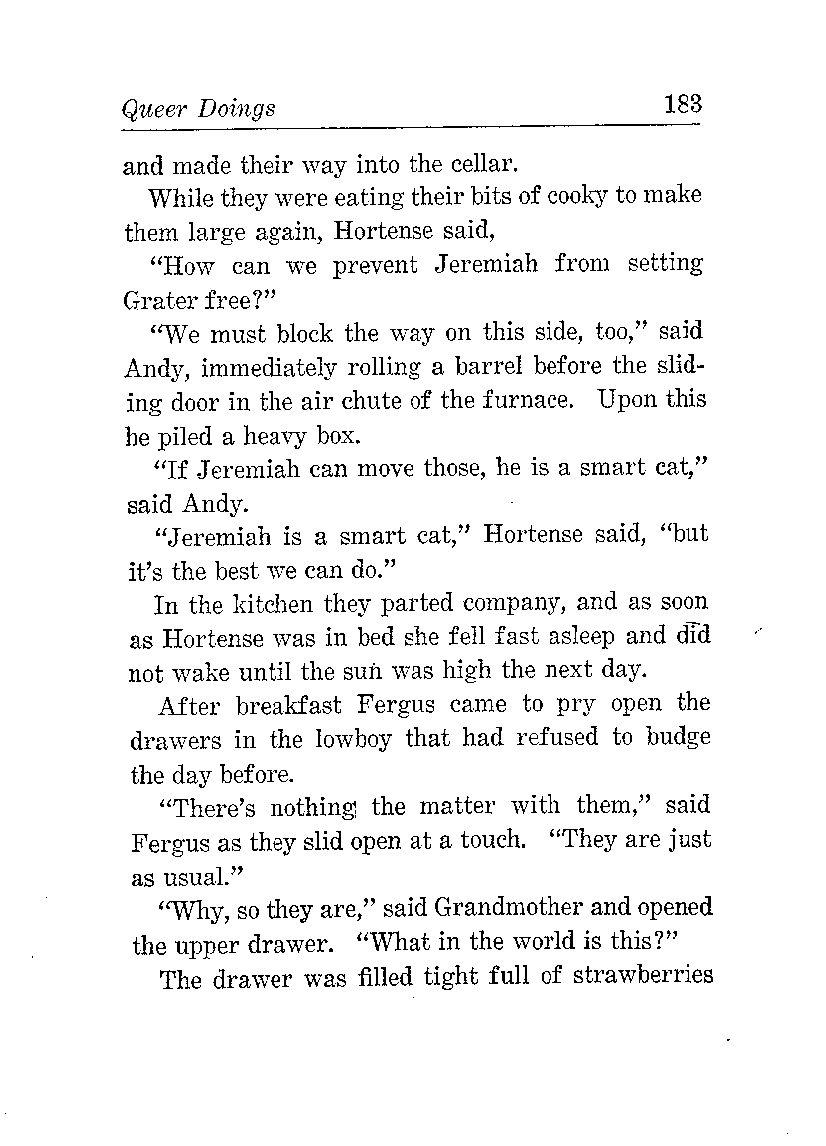 Queer Doings 183
and made their way into the cellar.
While they were eating their bits of cooky to make
them large again, Hortense said,
“How can we prevent Jeremiah from setting
Grater free?”
“We must block the way on this side, too,” said
Andy, immediately rolling a barrel before the slid-
ing door in the air chute of the furnace. Upon this
he piled a heavy box.
“If Jeremiah can move those, he is a smart cat,”
said Andy.
“Jeremiah is a smart cat,” Hortense said, “but
it’s the best we can do.”
In the kitchen they parted company, and as soon
as Hortense was in bed she fell fast asleep and did
not wake until the sun was high the next day.
After breakfast Fergus came to pry open the
drawers in the lowboy that had refused to budge
the day before.
“There’s nothing the matter with them,” said
Fergus as they slid open at a touch. “They are just
as usual.”
“Why, so they are,” said Grandmother and opened
the upper drawer. “What in the world is this?”
The drawer was filled tight full of strawberries